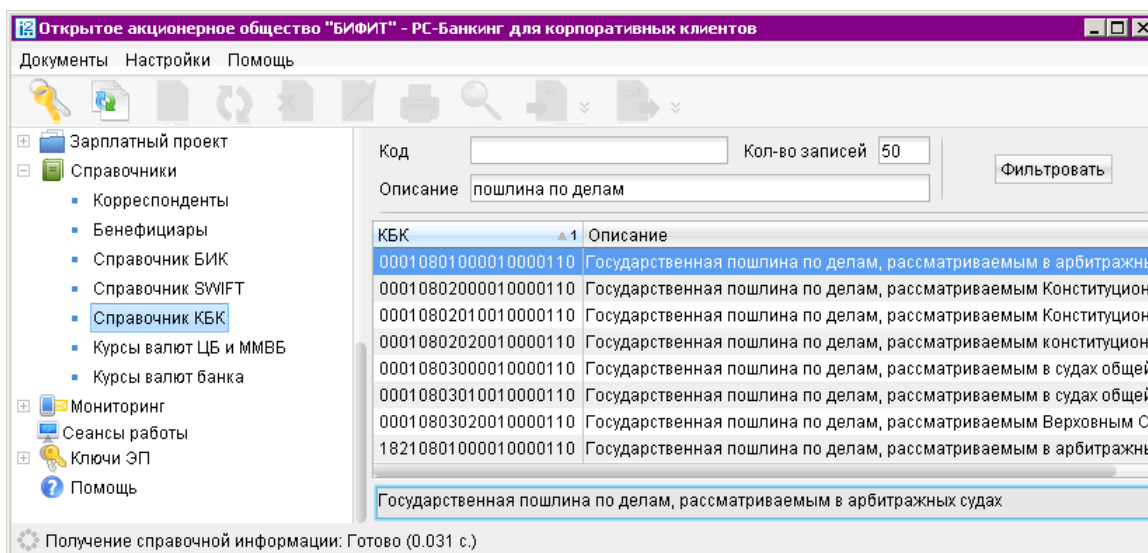 Открытое акционерное общество "БИФИТ" - РС-Банкинг для корпоративных клиентов
Документы Настройки Помощь
in
out
Зарплатный проект
Справочники
Корреспонденты
Бенефициары
Справочник БИК
Справочник SWIFT
Справочник КБК
Курсы валют ЦБ и ММВБ
Курсы валют банка
Мониторинг
Сеансы работы
Ключи ЭП
Помощь
Код
Кол-во записей 50
Фильтровать
Описание пошлина по делам
КБК 1 Описание
00010801000010000110 Государственная пошлина по делам, рассматриваемым в арбитражны
00010802000010000110 Государственная пошлина по делам, рассматриваемым Конституцион
00010802010010000110 Государственная пошлина по делам, рассматриваемым Конституцион
00010802020010000110 Государственная пошлина по делам, рассматриваемым конституцион
00010803000010000110 Государственная пошлина по делам, рассматриваемым в судах общей
00010803010010000110 Государственная пошлина по делам, рассматриваемым в судах общей
00010803020010000110 Государственная пошлина по делам, рассматриваемым Верховным С
18210801000010000110 Государственная пошлина по делам, рассматриваемым в арбитражны
Государственная пошлина по делам, рассматриваемым в арбитражных судах
Получение справочной информации: Готово (0.031 с.)